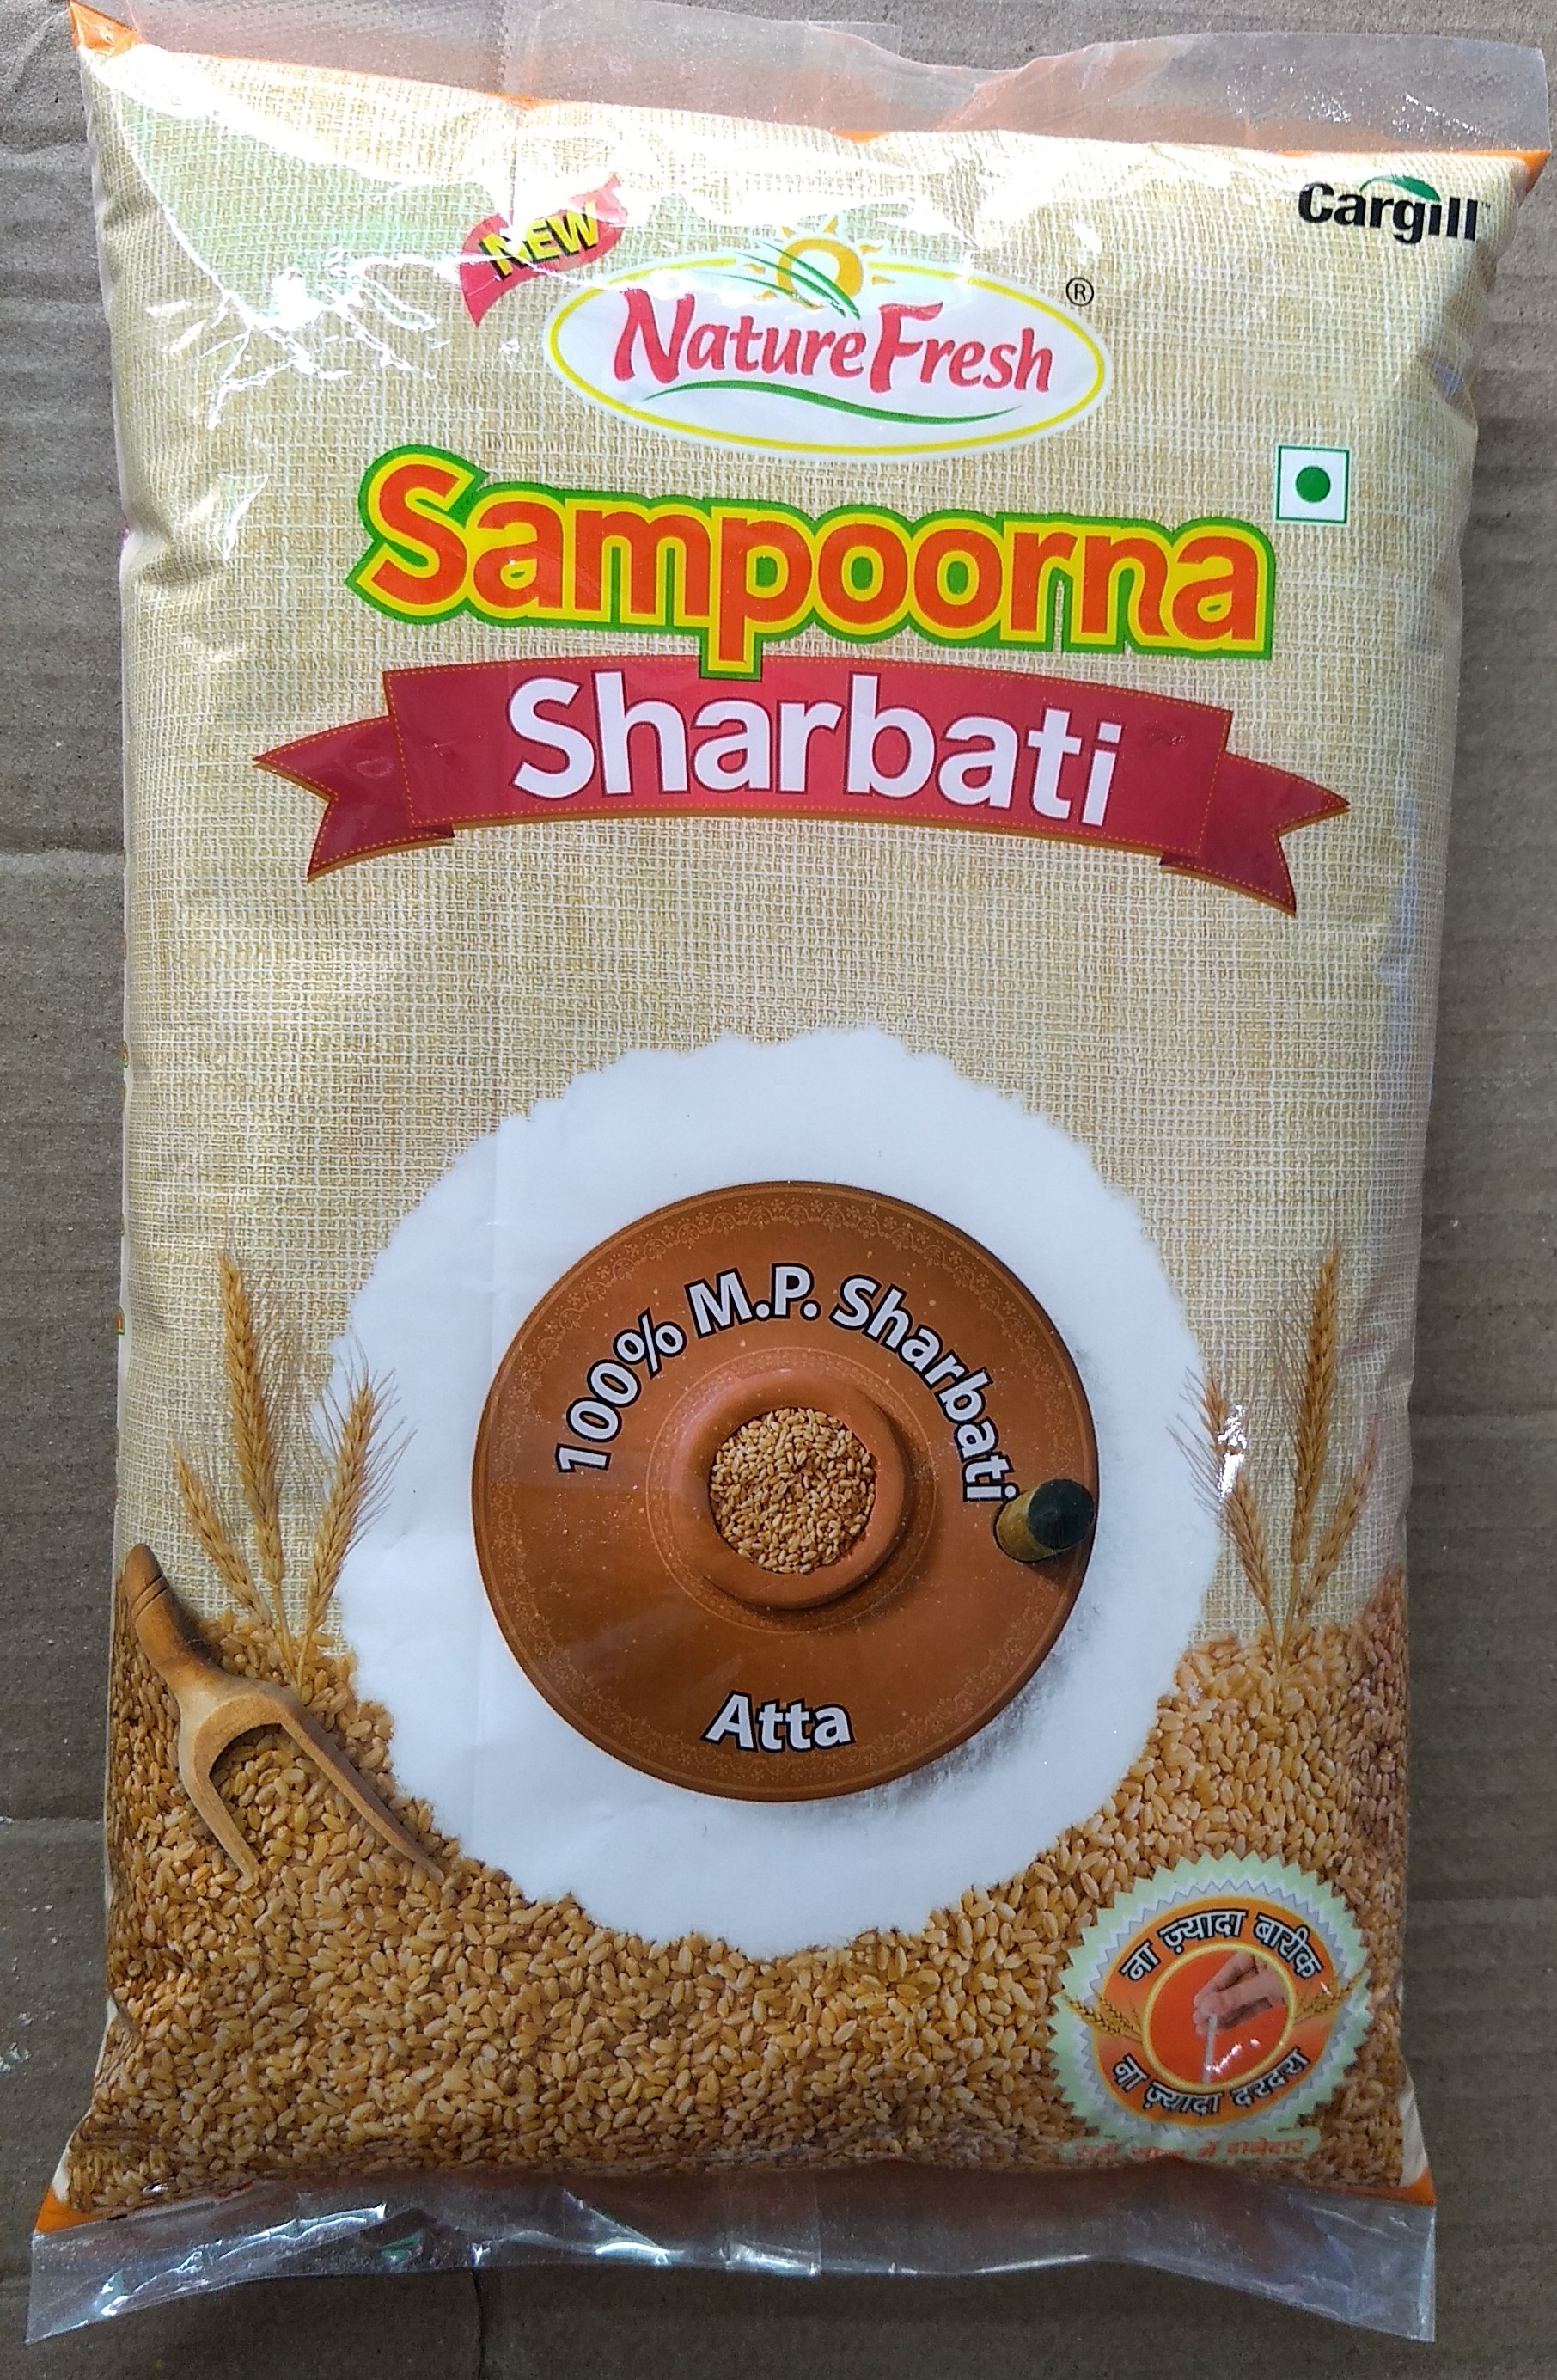 Cargill
NEW
NatureFresh®
Sampoorna
Sharbati
100% M.P. Sharbati
Atta
ना ज़्यादा बारीक
ना ज़्यादा दरदरा
में दानेदार